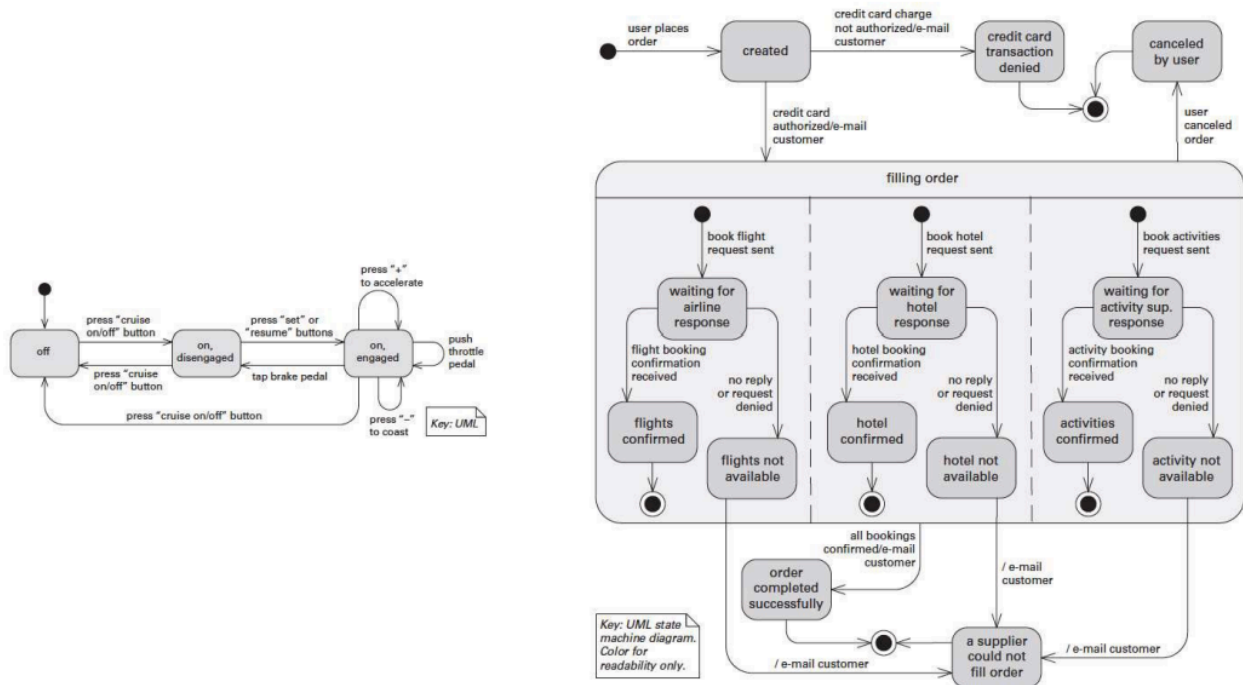 press “+”
to accelerate
press “cruise
on/off” button
press “set” or
“resume” buttons
off
on,
disengaged
on,
engaged
push
throttle
pedal
press “cruise
on/off” button
tap brake pedal
press “cruise on/off” button
press “–”
to coast
Key: UML
user places
order
created
credit card charge
not authorized/e-mail
customer
credit card
transaction
denied
canceled
by user
credit card
authorized/e-mail
customer
user
canceled
order
filling order
book flight
request sent
waiting for
airline
response
flight booking
confirmation
received
no reply
or request
denied
flights
confirmed
flights not
available
book hotel
request sent
waiting for
hotel
response
hotel booking
confirmation
received
no reply
or request
denied
hotel
confirmed
hotel not
available
book activities
request sent
waiting for
activity sup.
response
activity booking
confirmation
received
no reply
or request
denied
activities
confirmed
activity not
available
all bookings
confirmed/e-mail
customer
/ e-mail
customer
order
completed
successfully
Key: UML state
machine diagram.
Color for
readability only.
/ e-mail customer
a supplier
could not
fill order
/ e-mail customer